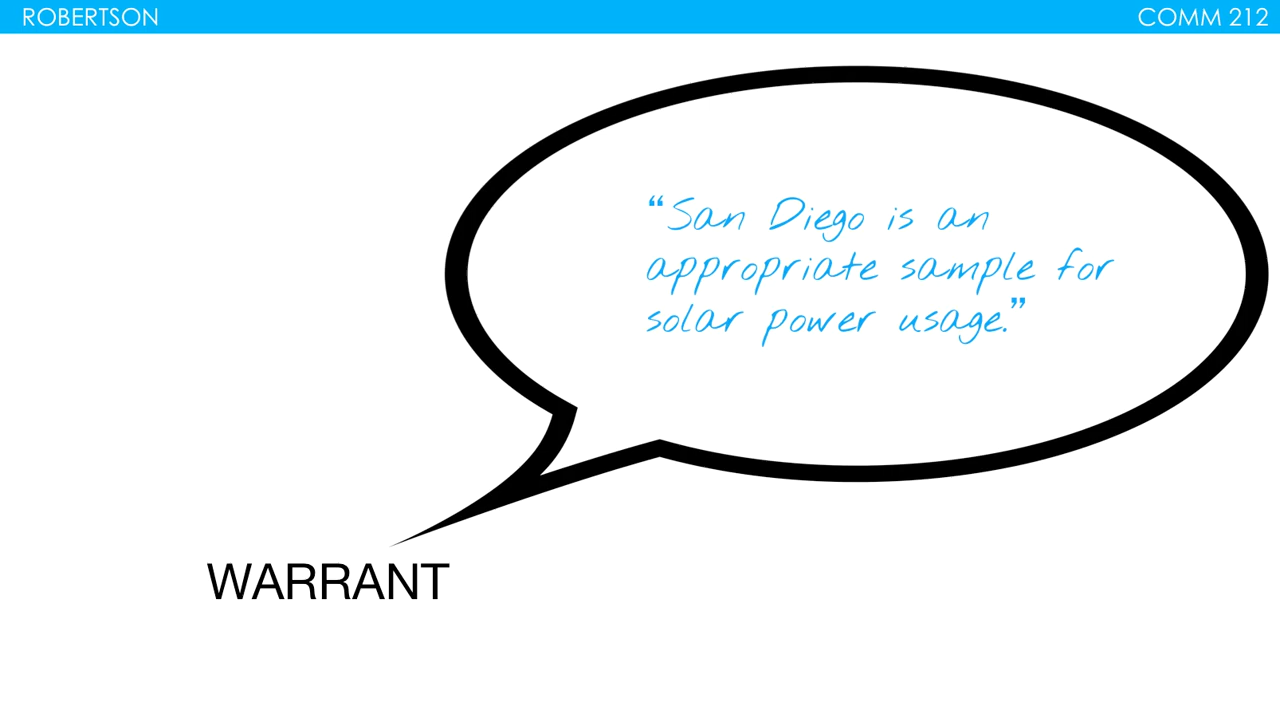 ROBERTSON
COMM 212
“San Diego is an
appropriate sample for
solar power usage.”
WARRANT